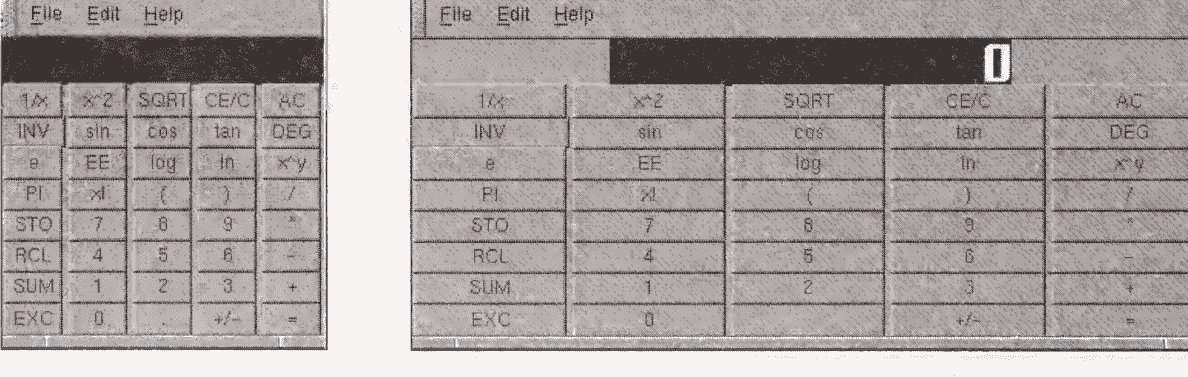 File Edit Help
1/x x^2 SQRT CE/C AC
INV sin cos tan DEG
e EE log ln x^y
PI x! ( ) /
STO 7 8 9 *
RCL 4 5 6 -
SUM 1 2 3 +
EXC 0 . +/- =
File Edit Help
0
1/x x^2 SQRT CE/C AC
INV sin cos tan DEG
e EE log ln x^y
PI x! ( ) /
STO 7 8 9 *
RCL 4 5 6 -
SUM 1 2 3 +
EXC 0 +/- =